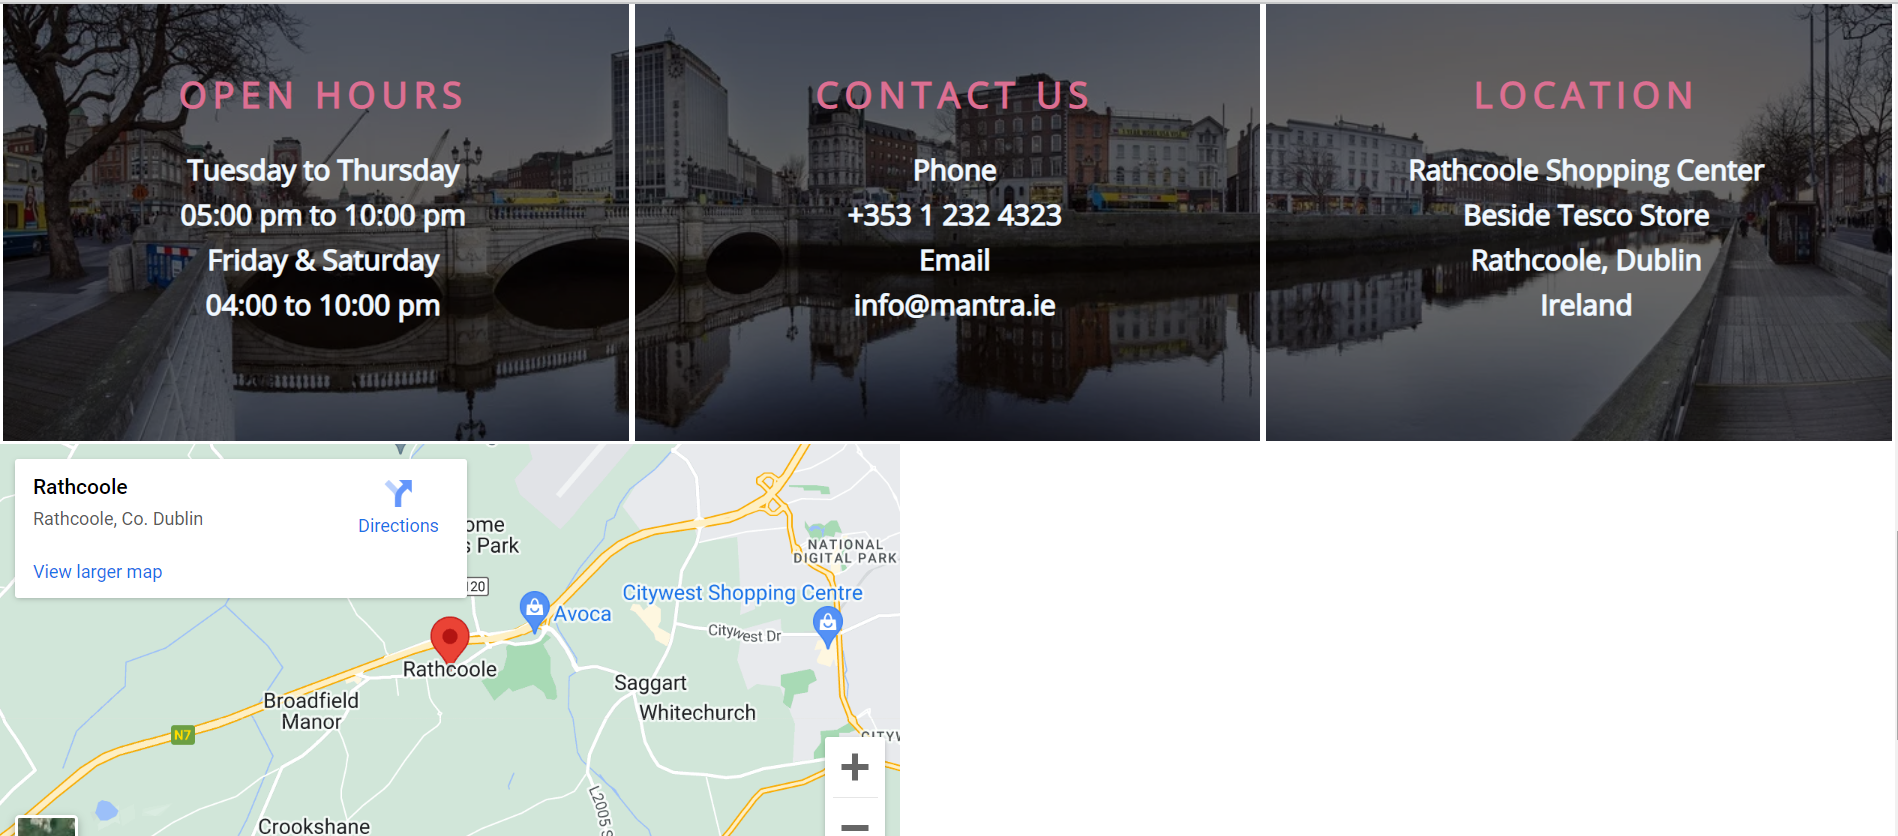 OPEN HOURS
Tuesday to Thursday
05:00 pm to 10:00 pm
Friday & Saturday
04:00 to 10:00 pm
CONTACT US
Phone
+353 1 232 4323
Email
info@mantra.ie
LOCATION
Rathcoole Shopping Center
Beside Tesco Store
Rathcoole, Dublin
Ireland
Rathcoole
Rathcoole, Co. Dublin
Directions
View larger map
Park
NATIONAL
DIGITAL PARK
Citywest Shopping Centre
Avoca
Citywest Dr
Rathcoole
Saggart
Broadfield
Manor
Whitechurch
N7
L2005
Crookshane